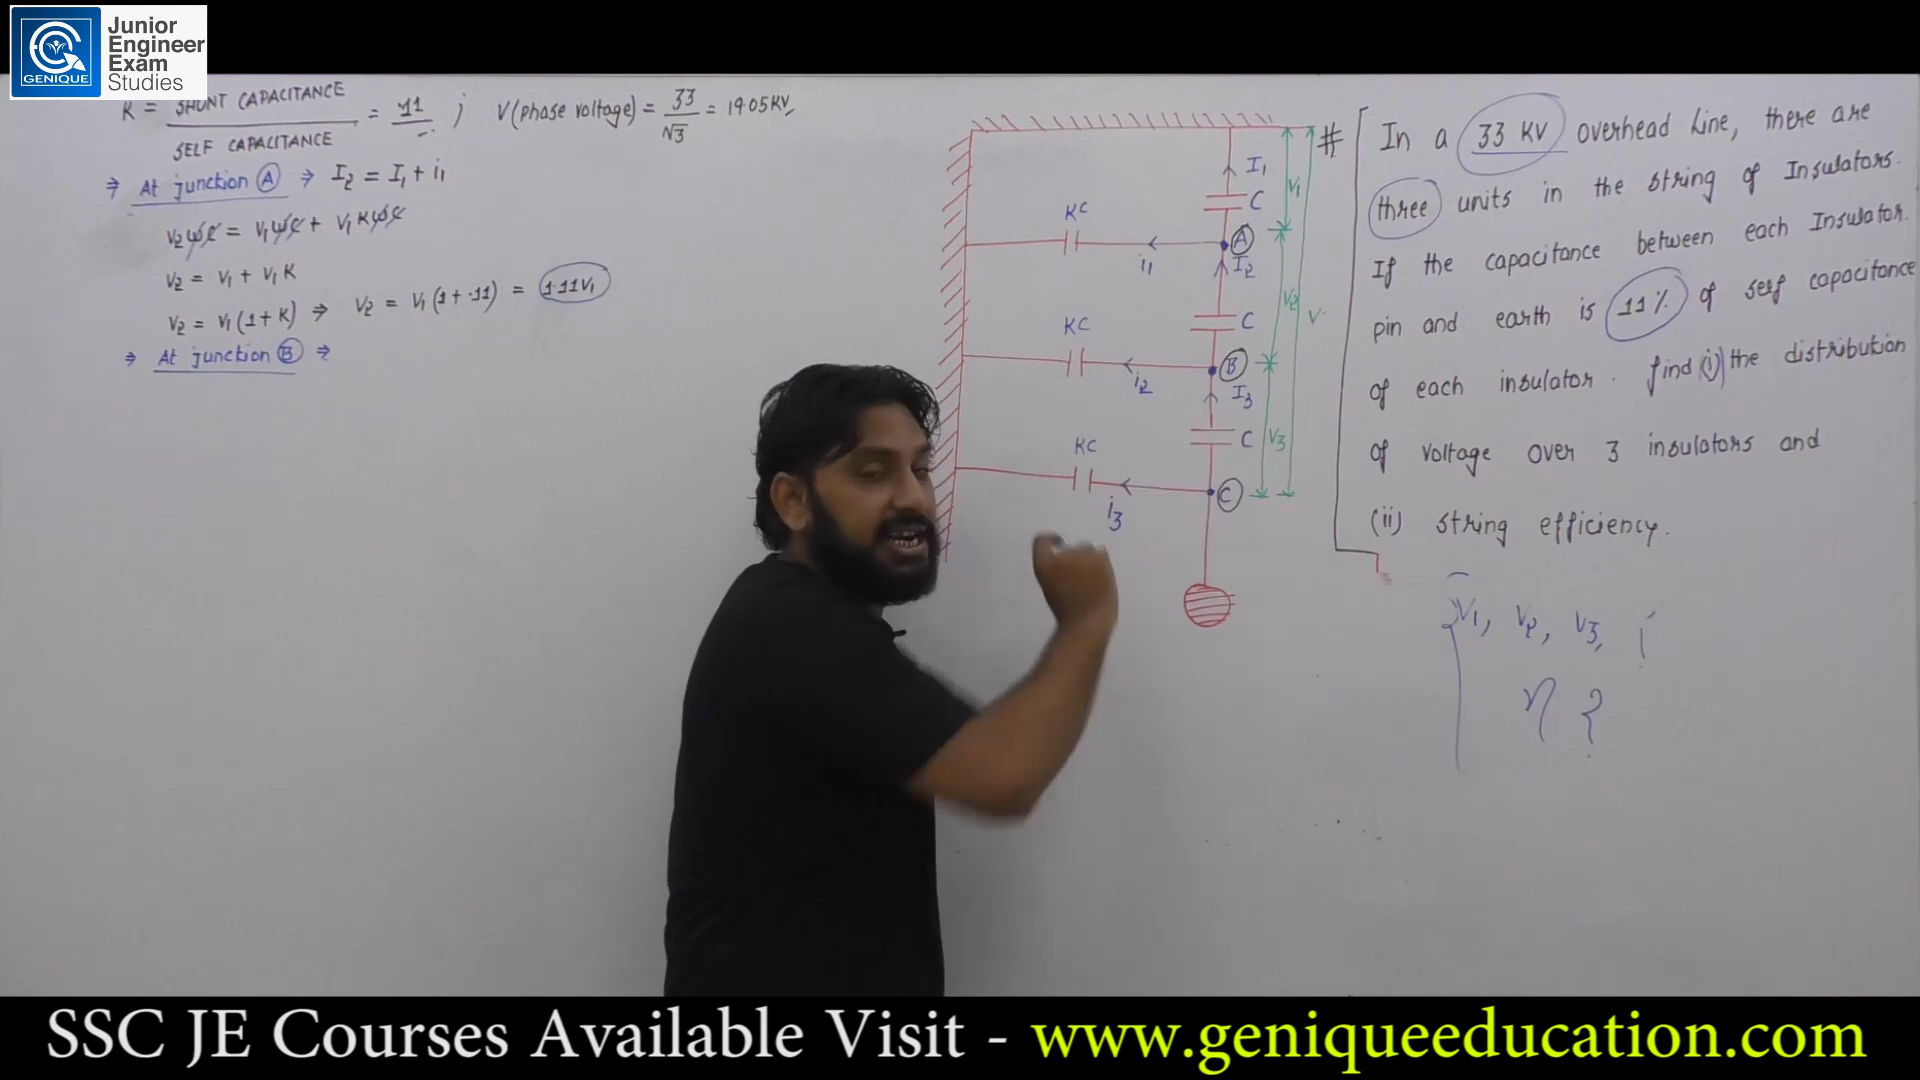 GENIQUE
Junior
Engineer
Exam
Studies
K = SHUNT CAPACITANCE / SELF CAPACITANCE = .11 ; V (phase voltage) = 33/√3 = 19.05 KV
⇒ At junction Ⓐ ⇒ I₂ = I₁ + i₁
V₂ωC = V₁ωC + V₁KωC
V₂ = V₁ + V₁K
V₂ = V₁(1+K) ⇒ V₂ = V₁(1+.11) = 1.11V₁
⇒ At junction Ⓑ ⇒
I₁
V₁
C
KC
i₁
A
I₂
V₂
V
C
KC
i₂
B
I₃
V₃
C
KC
i₃
C
# In a 33 KV overhead line, there are
three units in the string of Insulators.
If the capacitance between each Insulator
pin and earth is 11% of self capacitance
of each insulator. find (i) the distribution
of voltage over 3 insulators and
(ii) string efficiency.
V₁, V₂, V₃,
η ?
SSC JE Courses Available Visit - www.geniqueeducation.com